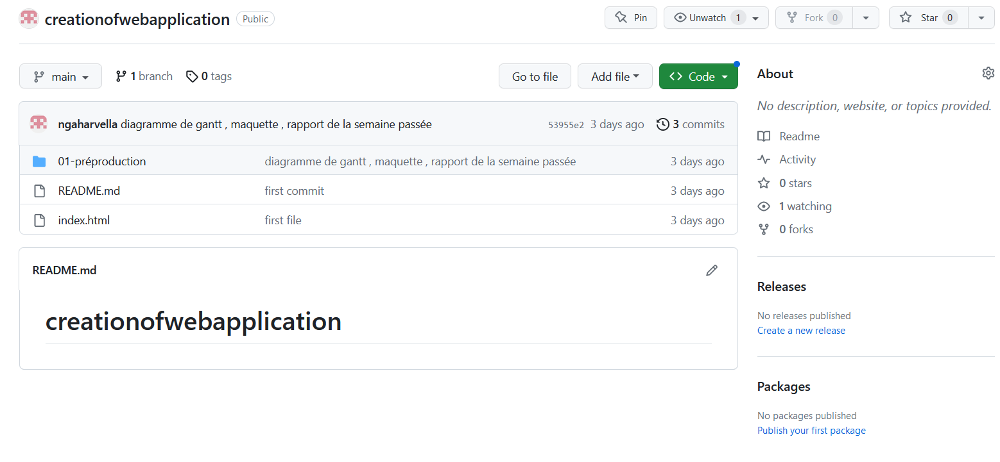 creationofwebapplication Public Pin Unwatch 1 Fork 0 Star 0
main 1 branch 0 tags Go to file Add file Code
ngaharvella diagramme de gantt , maquette , rapport de la semaine passée 53955e2 3 days ago 3 commits
01-préproduction diagramme de gantt , maquette , rapport de la semaine passée 3 days ago
README.md first commit 3 days ago
index.html first file 3 days ago
README.md
creationofwebapplication
About
No description, website, or topics provided.
Readme
Activity
0 stars
1 watching
0 forks
Releases
No releases published
Create a new release
Packages
No packages published
Publish your first package